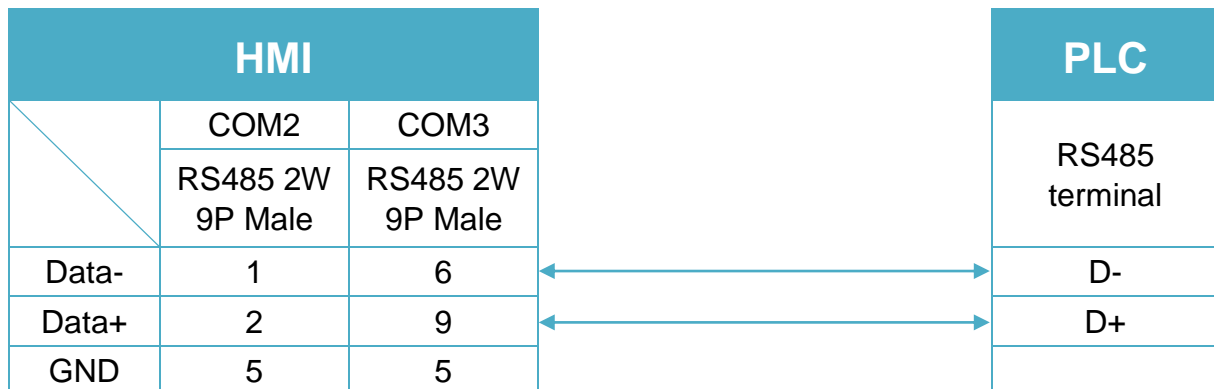 HMI PLC
COM2 COM3
RS485 2W RS485 2W
9P Male 9P Male
RS485
terminal
Data- 1 6 D-
Data+ 2 9 D+
GND 5 5